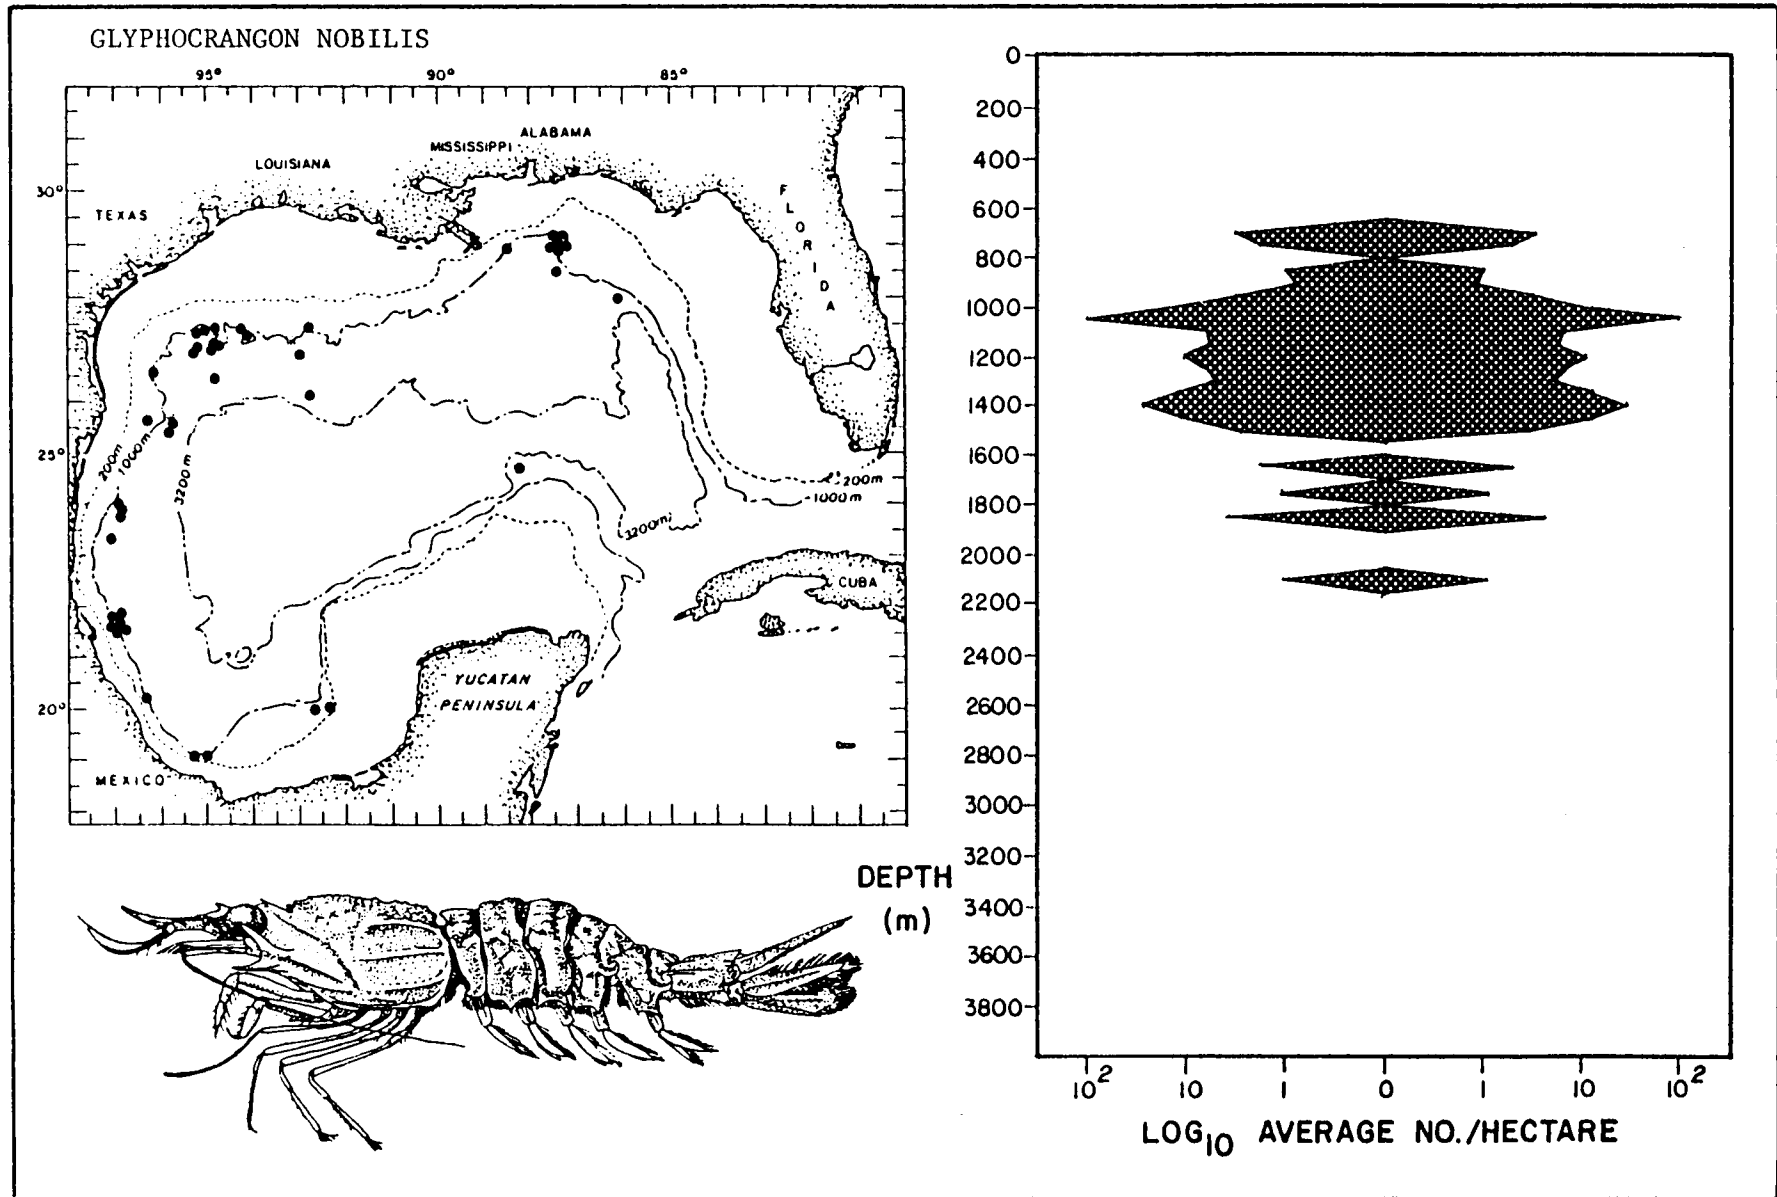 GLYPHOCRANGON NOBILIS
95° 90° 85°
ALABAMA
MISSISSIPPI
LOUISIANA
30°
TEXAS
FLORIDA
25°
200m
1000m
3200m
200m
1000m
3200m
CUBA
YUCATAN
PENINSULA
20°
MEXICO
DEPTH
(m)
0
200
400
600
800
1000
1200
1400
1600
1800
2000
2200
2400
2600
2800
3000
3200
3400
3600
3800
10² 10 1 0 1 10 10²
LOG₁₀ AVERAGE NO./HECTARE